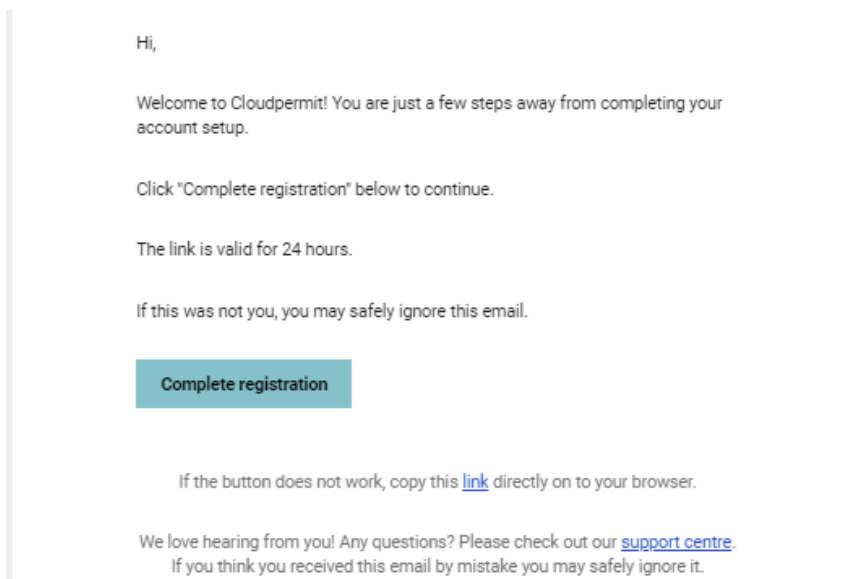 Hi,
Welcome to Cloudpermit! You are just a few steps away from completing your
account setup.
Click "Complete registration" below to continue.
The link is valid for 24 hours.
If this was not you, you may safely ignore this email.
Complete registration
If the button does not work, copy this link directly on to your browser.
We love hearing from you! Any questions? Please check out our support centre.
If you think you received this email by mistake you may safely ignore it.